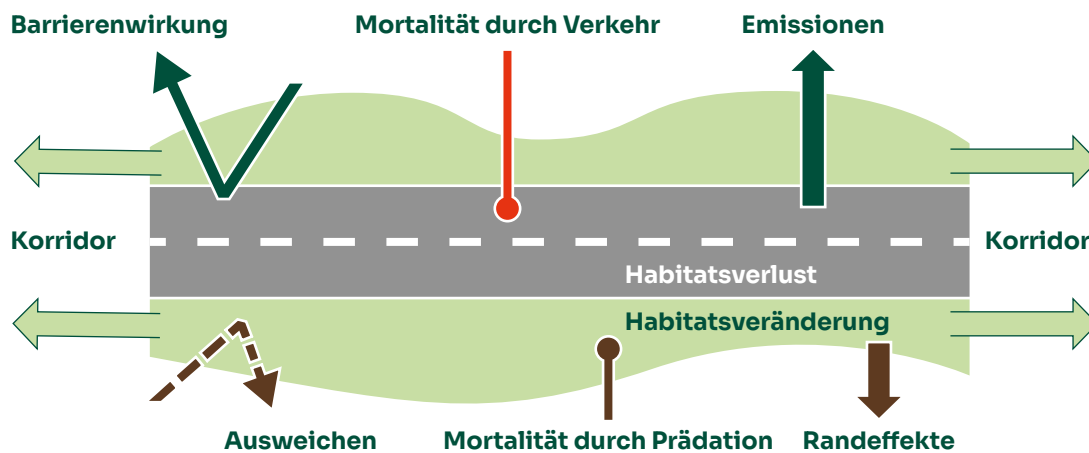 Barrierenwirkung
Mortalität durch Verkehr
Emissionen
Korridor
Korridor
Habitatsverlust
Habitatsveränderung
Ausweichen
Mortalität durch Prädation
Randeffekte